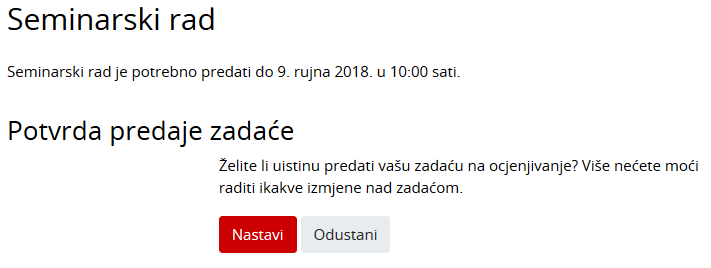 Seminarski rad
Seminarski rad je potrebno predati do 9. rujna 2018. u 10:00 sati.
Potvrda predaje zadaće
Želite li uistinu predati vašu zadaću na ocjenjivanje? Više nećete moći
raditi ikakve izmjene nad zadaćom.
Nastavi Odustani